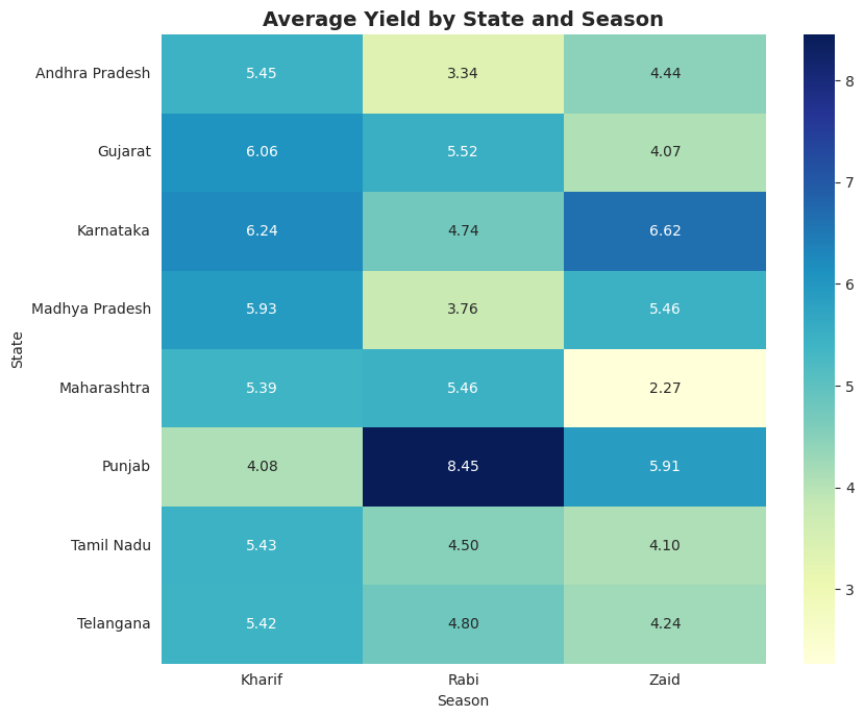 Average Yield by State and Season
Andhra Pradesh 5.45 3.34 4.44
Gujarat 6.06 5.52 4.07
Karnataka 6.24 4.74 6.62
Madhya Pradesh 5.93 3.76 5.46
Maharashtra 5.39 5.46 2.27
Punjab 4.08 8.45 5.91
Tamil Nadu 5.43 4.50 4.10
Telangana 5.42 4.80 4.24
Kharif Rabi Zaid
Season
State
8
7
6
5
4
3